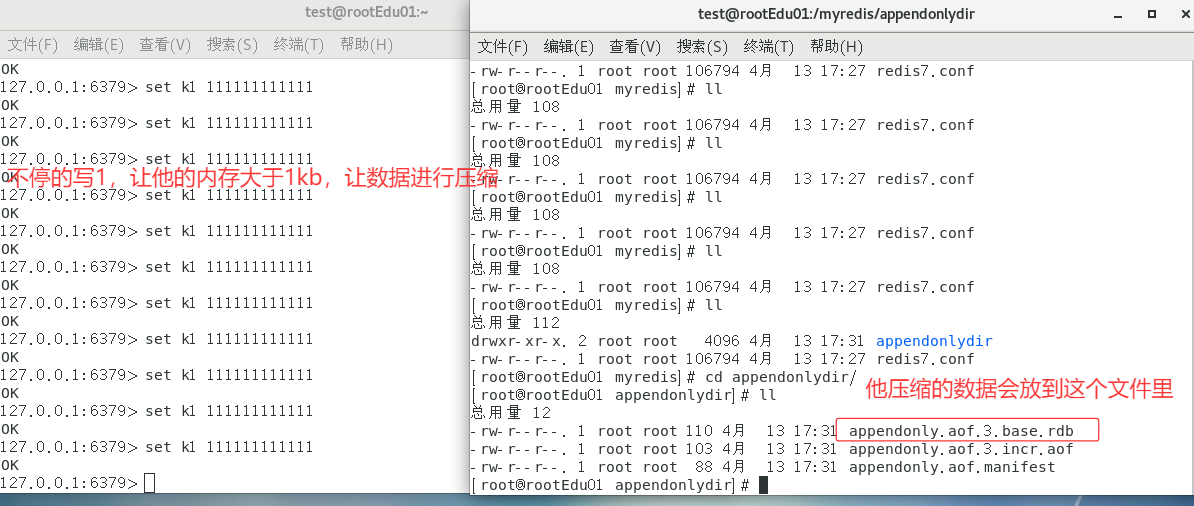 test@rootEdu01:~
文件(F) 编辑(E) 查看(V) 搜索(S) 终端(T) 帮助(H)
OK
127.0.0.1:6379> set k1 111111111111
OK
127.0.0.1:6379> set k1 111111111111
OK
127.0.0.1:6379> set k1 111111111111
OK
不停的写1，让他的内存大于1kb，让数据进行压缩
127.0.0.1:6379> set k1 111111111111
OK
127.0.0.1:6379> set k1 111111111111
OK
127.0.0.1:6379> set k1 111111111111
OK
127.0.0.1:6379> set k1 111111111111
OK
127.0.0.1:6379> set k1 111111111111
OK
127.0.0.1:6379> set k1 111111111111
OK
127.0.0.1:6379> set k1 111111111111
OK
127.0.0.1:6379> set k1 111111111111
OK
127.0.0.1:6379>
test@rootEdu01:/myredis/appendonlydir
文件(F) 编辑(E) 查看(V) 搜索(S) 终端(T) 帮助(H)
-rw-r--r--. 1 root root 106794 4月  13 17:27 redis7.conf
[root@rootEdu01 myredis]# ll
总用量 108
-rw-r--r--. 1 root root 106794 4月  13 17:27 redis7.conf
[root@rootEdu01 myredis]# ll
总用量 108
-rw-r--r--. 1 root root 106794 4月  13 17:27 redis7.conf
[root@rootEdu01 myredis]# ll
总用量 108
-rw-r--r--. 1 root root 106794 4月  13 17:27 redis7.conf
[root@rootEdu01 myredis]# ll
总用量 108
-rw-r--r--. 1 root root 106794 4月  13 17:27 redis7.conf
[root@rootEdu01 myredis]# ll
总用量 112
drwxr-xr-x. 2 root root   4096 4月  13 17:31 appendonlydir
-rw-r--r--. 1 root root 106794 4月  13 17:27 redis7.conf
[root@rootEdu01 myredis]# cd appendonlydir/
他压缩的数据会放到这个文件里
[root@rootEdu01 appendonlydir]# ll
总用量 12
-rw-r--r--. 1 root root 110 4月  13 17:31 appendonly.aof.3.base.rdb
-rw-r--r--. 1 root root 103 4月  13 17:31 appendonly.aof.3.incr.aof
-rw-r--r--. 1 root root  88 4月  13 17:31 appendonly.aof.manifest
[root@rootEdu01 appendonlydir]#